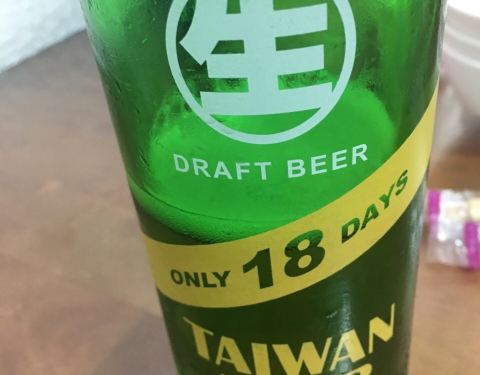 生
DRAFT BEER
ONLY 18 DAYS
TAIWAN